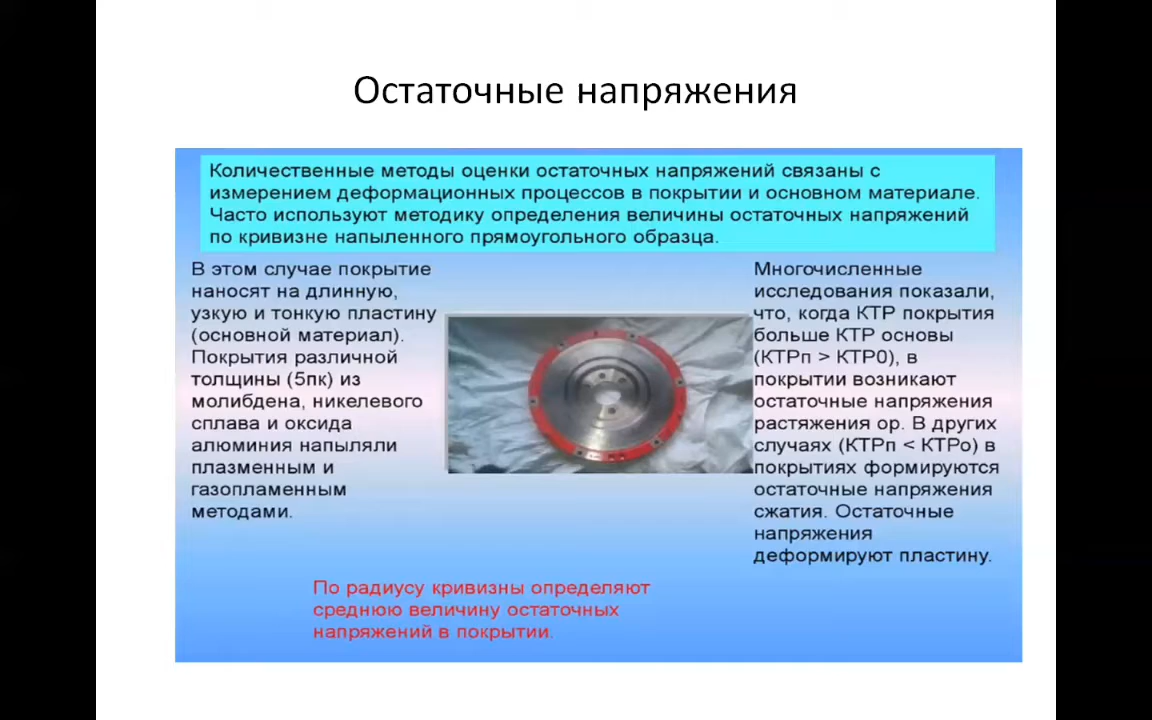 Остаточные напряжения
Количественные методы оценки остаточных напряжений связаны с
измерением деформационных процессов в покрытии и основном материале.
Часто используют методику определения величины остаточных напряжений
по кривизне напыленного прямоугольного образца.
В этом случае покрытие
наносят на длинную,
узкую и тонкую пластину
(основной материал).
Покрытия различной
толщины (5пк) из
молибдена, никелевого
сплава и оксида
алюминия напыляли
плазменным и
газопламенным
методами.
Многочисленные
исследования показали,
что, когда КТР покрытия
больше КТР основы
(КТРп > КТР0), в
покрытии возникают
остаточные напряжения
растяжения ор. В других
случаях (КТРп < КТРо) в
покрытиях формируются
остаточные напряжения
сжатия. Остаточные
напряжения
деформируют пластину.
По радиусу кривизны определяют
среднюю величину остаточных
напряжений в покрытии.